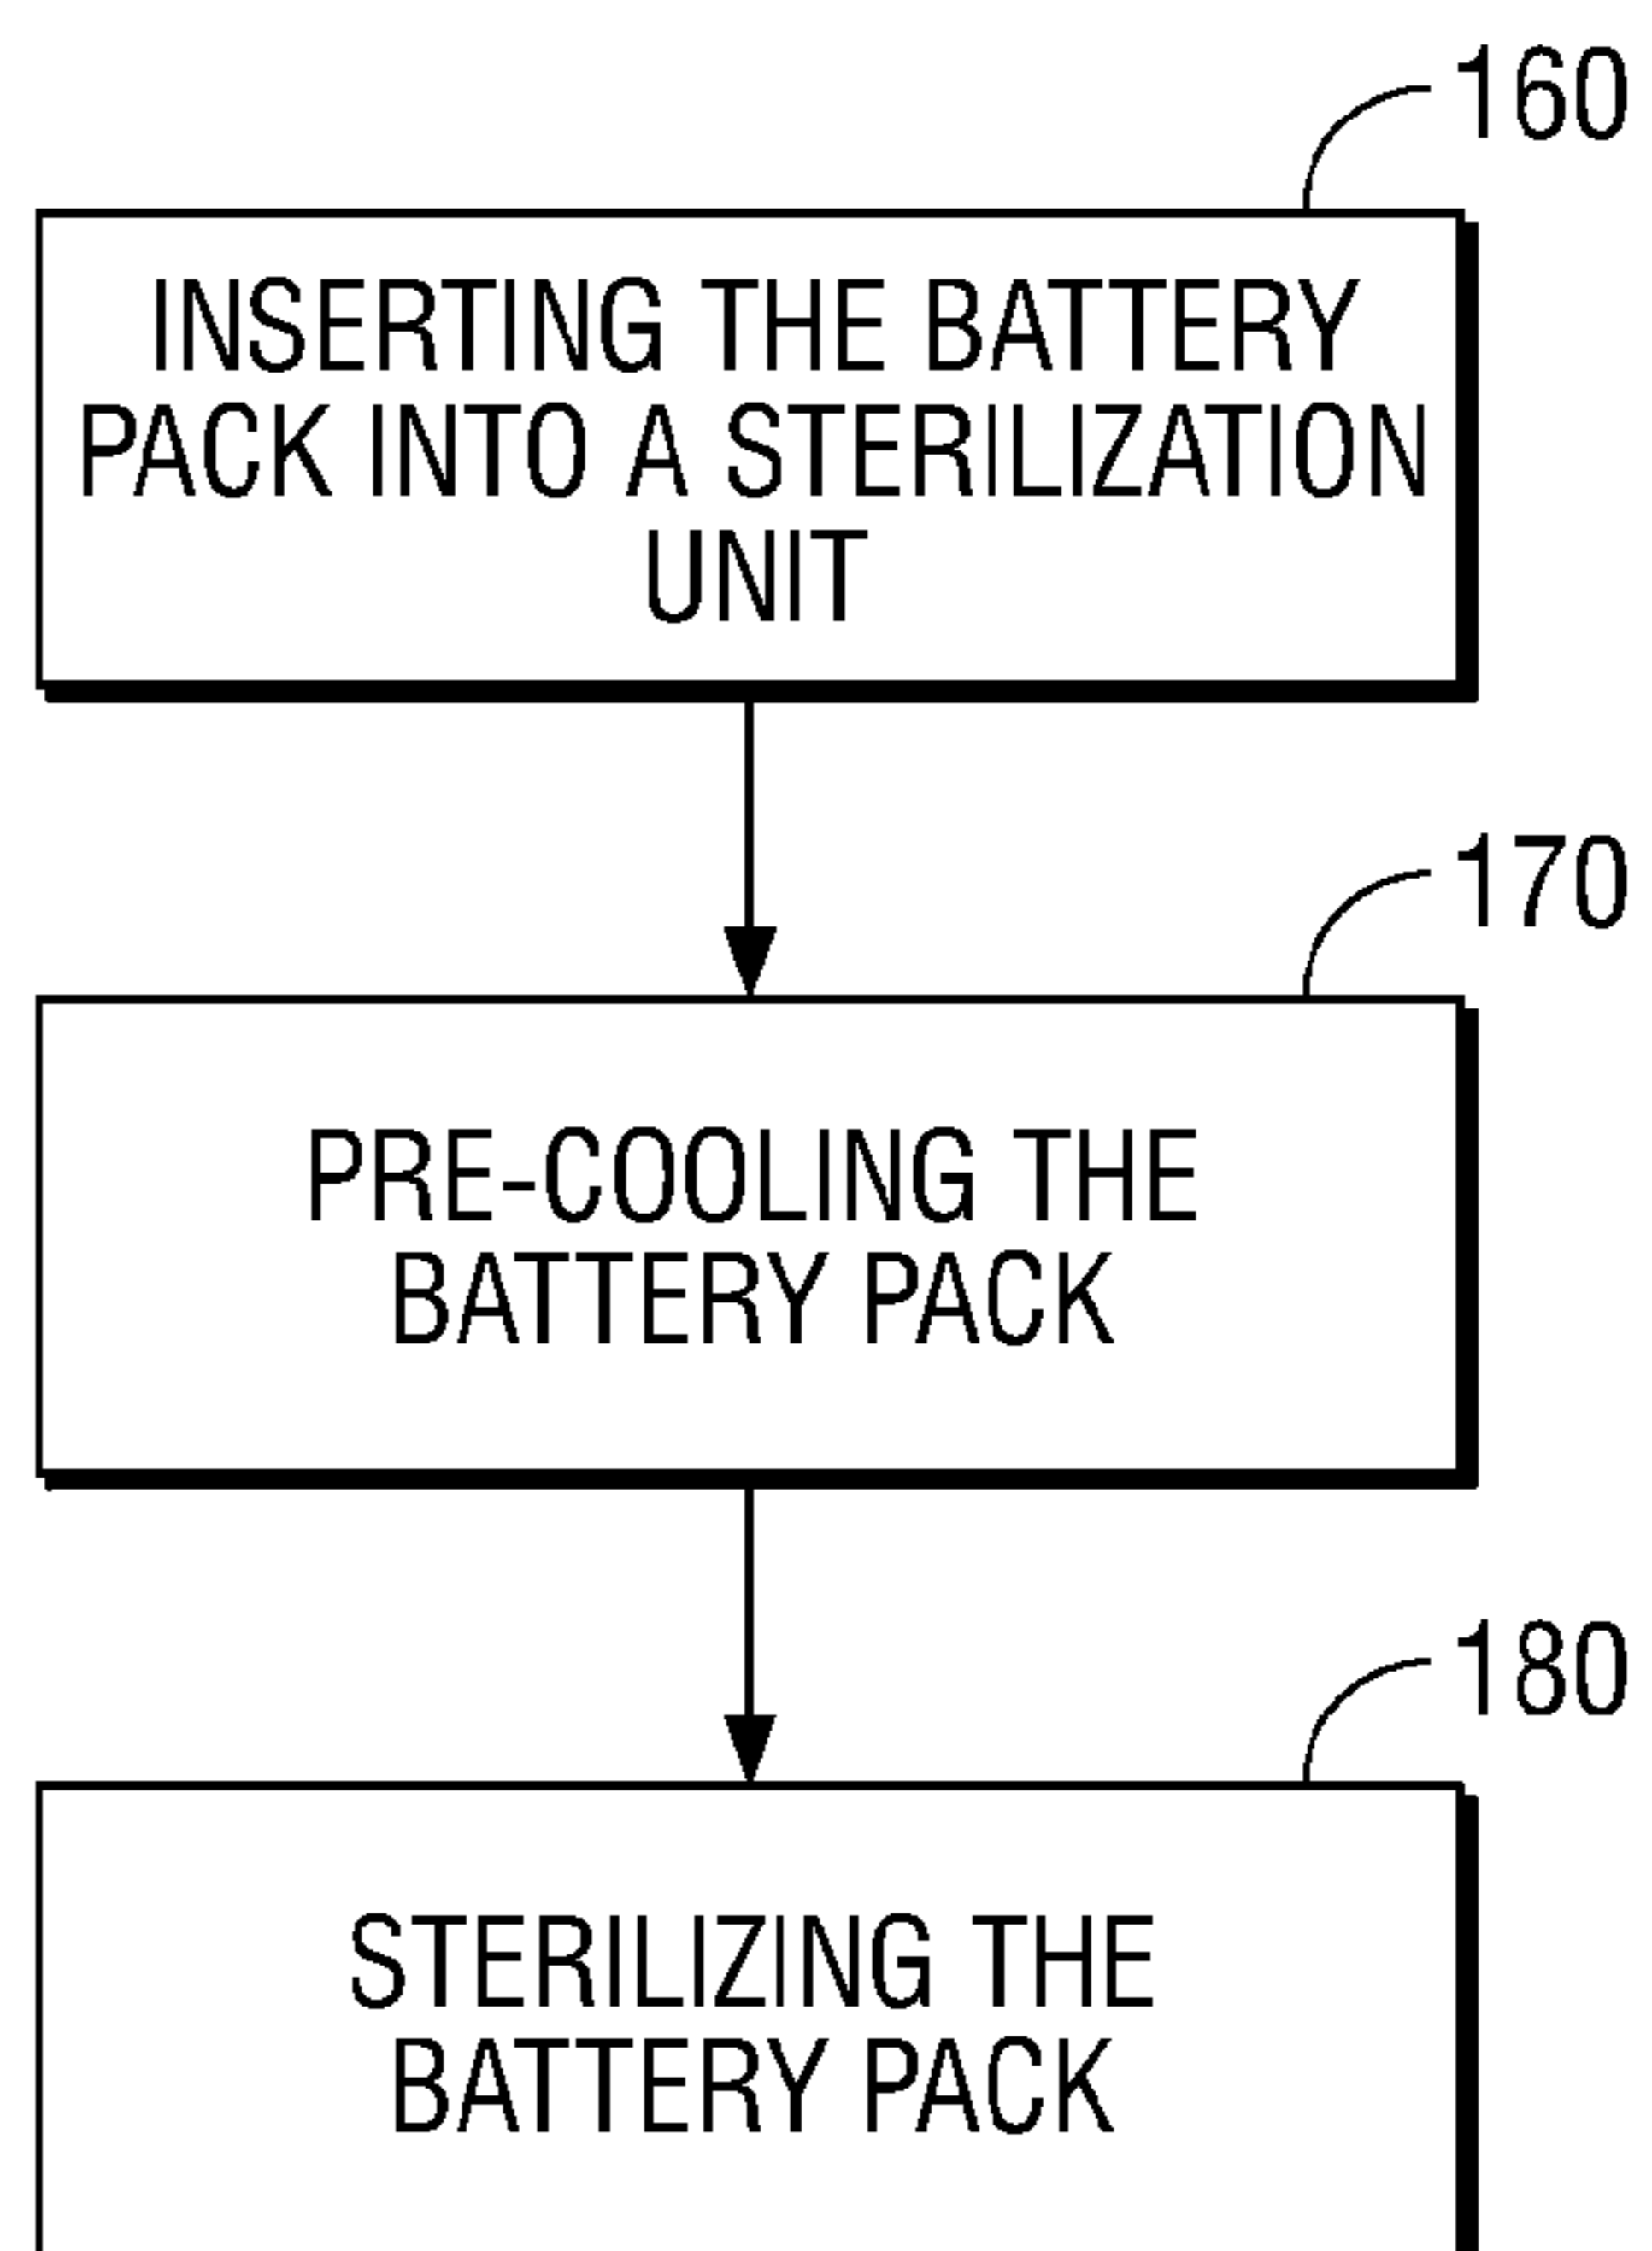 160
INSERTING THE BATTERY
PACK INTO A STERILIZATION
UNIT
170
PRE-COOLING THE
BATTERY PACK
180
STERILIZING THE
BATTERY PACK